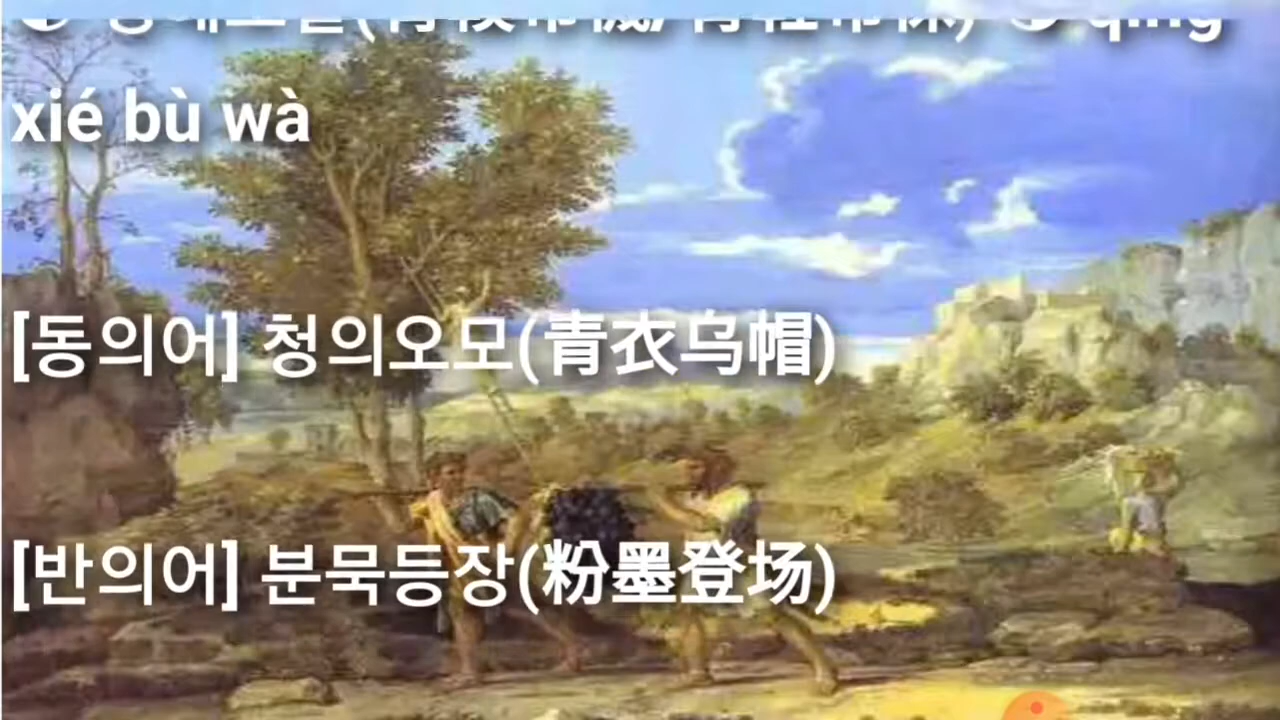 qīng
xié bù wà
[동의어] 청의오모(青衣乌帽)
[반의어] 분묵등장(粉墨登场)